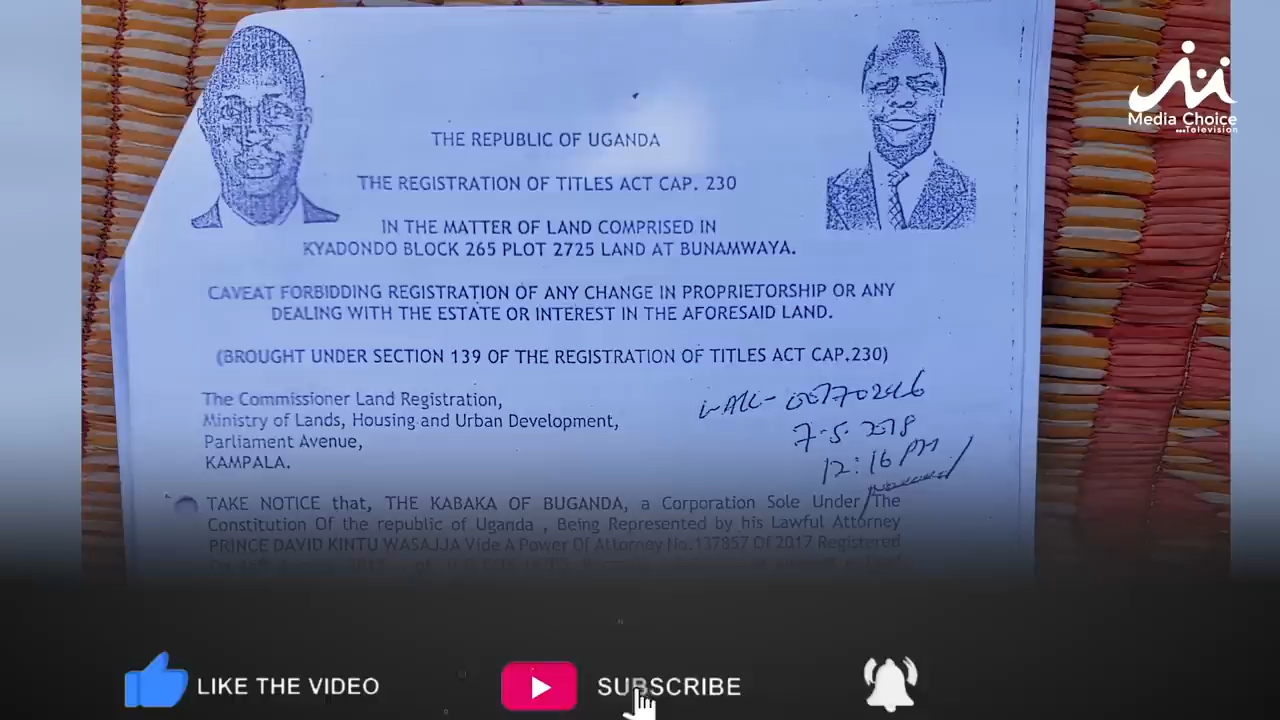 Media Choice
...Television
THE REPUBLIC OF UGANDA
THE REGISTRATION OF TITLES ACT CAP. 230
IN THE MATTER OF LAND COMPRISED IN
KYADONDO BLOCK 265 PLOT 2725 LAND AT BUNAMWAYA.
CAVEAT FORBIDDING REGISTRATION OF ANY CHANGE IN PROPRIETORSHIP OR ANY
DEALING WITH THE ESTATE OR INTEREST IN THE AFORESAID LAND.
(BROUGHT UNDER SECTION 139 OF THE REGISTRATION OF TITLES ACT CAP.230)
The Commissioner Land Registration,
Ministry of Lands, Housing and Urban Development,
Parliament Avenue,
KAMPALA.
7.5.2018
12:16 PM
TAKE NOTICE that, THE KABAKA OF BUGANDA, a Corporation Sole Under The
Constitution Of the republic of Uganda , Being Represented by his Lawful Attorney
PRINCE DAVID KINTU WASAJJA Vide A Power Of Attorney No.137857 Of 2017 Registered
LIKE THE VIDEO
SUBSCRIBE